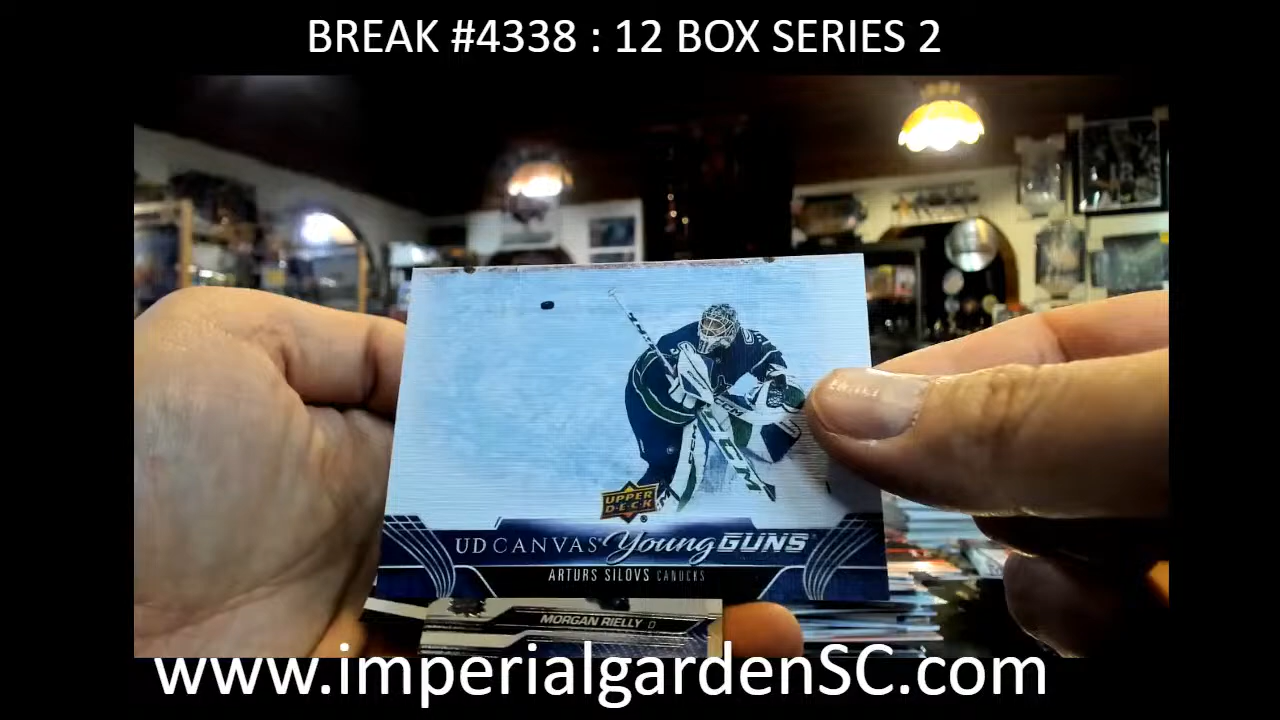 BREAK #4338 : 12 BOX SERIES 2
UPPER
DECK
UD CANVAS Young GUNS
ARTURS SILOVS CANUCKS
MORGAN RIELLY D
www.imperialgardenSC.com